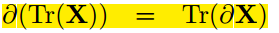 ∂(Tr(𝐗)) = Tr(∂𝐗)